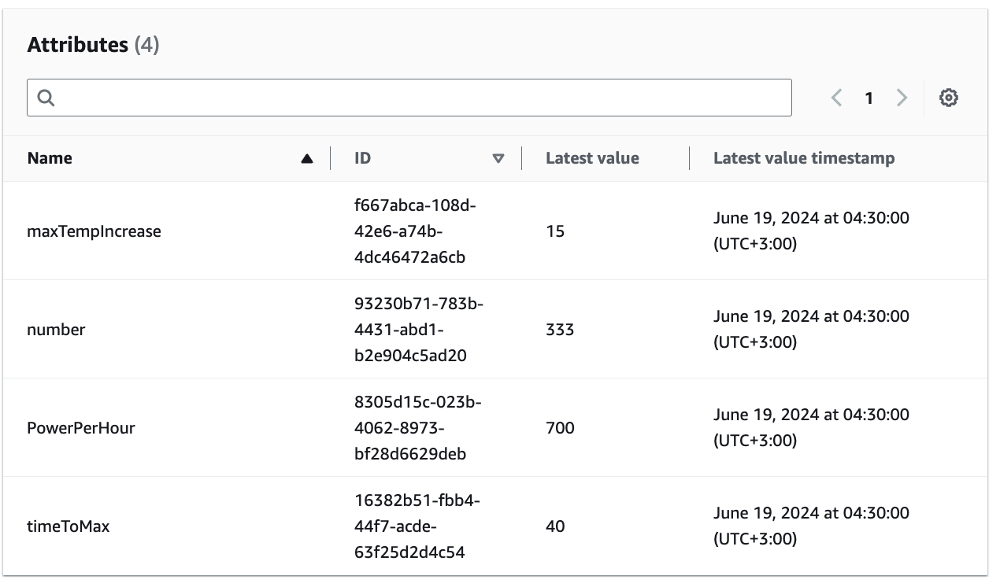 Attributes (4)
1
Name ID Latest value Latest value timestamp
f667abca-108d-
42e6-a74b-
4dc46472a6cb
maxTempIncrease
15
June 19, 2024 at 04:30:00
(UTC+3:00)
93230b71-783b-
4431-abd1-
b2e904c5ad20
number
333
June 19, 2024 at 04:30:00
(UTC+3:00)
8305d15c-023b-
4062-8973-
bf28d6629deb
PowerPerHour
700
June 19, 2024 at 04:30:00
(UTC+3:00)
16382b51-fbb4-
44f7-acde-
63f25d2d4c54
timeToMax
40
June 19, 2024 at 04:30:00
(UTC+3:00)